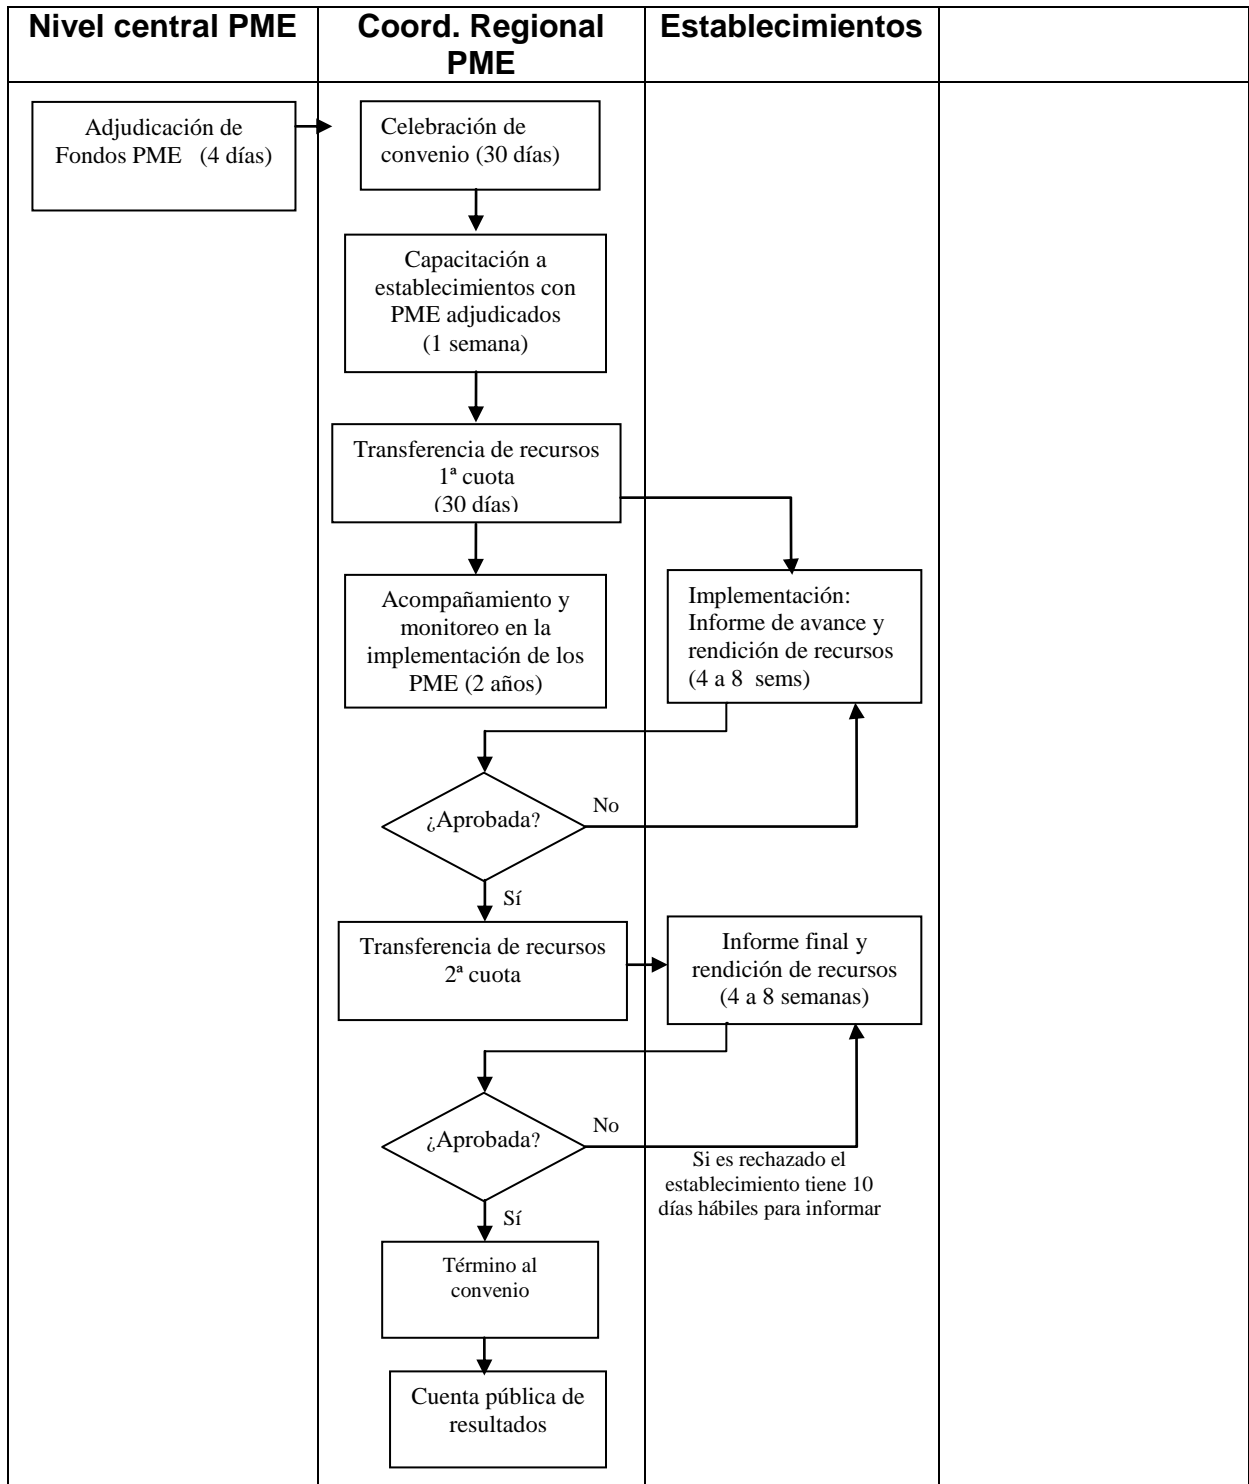 Nivel central PME
Coord. Regional
PME
Establecimientos
Adjudicación de
Fondos PME (4 días)
Celebración de
convenio (30 días)
Capacitación a
establecimientos con
PME adjudicados
(1 semana)
Transferencia de recursos
1ª cuota
(30 días)
Acompañamiento y
monitoreo en la
implementación de los
PME (2 años)
Implementación:
Informe de avance y
rendición de recursos
(4 a 8 sems)
¿Aprobada?
No
Sí
Transferencia de recursos
2ª cuota
Informe final y
rendición de recursos
(4 a 8 semanas)
¿Aprobada?
No
Si es rechazado el
establecimiento tiene 10
días hábiles para informar
Sí
Término al
convenio
Cuenta pública de
resultados